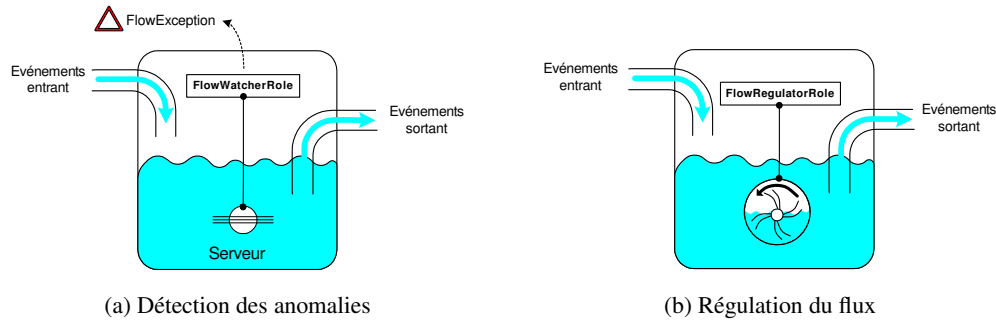 FlowException
Evénements
entrant
FlowWatcherRole
Evénements
sortant
Serveur
(a) Détection des anomalies
Evénements
entrant
FlowRegulatorRole
Evénements
sortant
(b) Régulation du flux